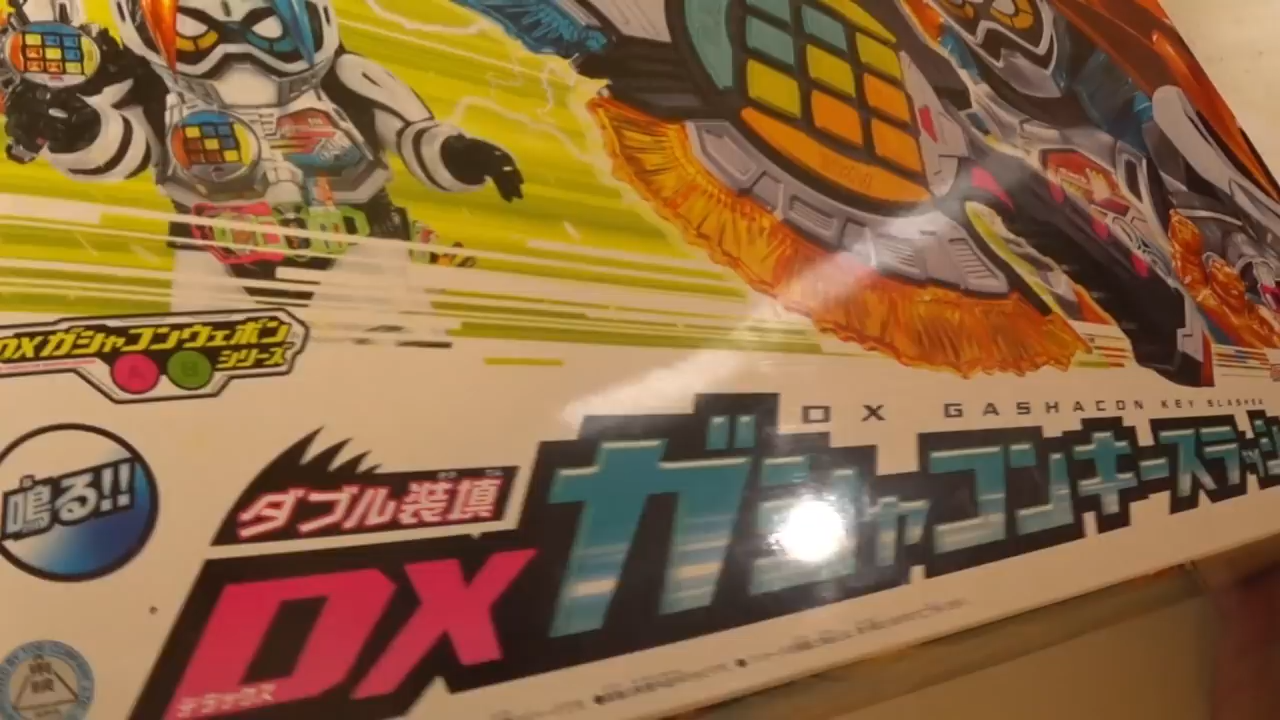 DXガシャコンウェポン
シリーズ
A B
鳴る!!
ダブル装填
DX GASHACON KEY SLASHER
DX ガシャコンキースラッシ
デラックス